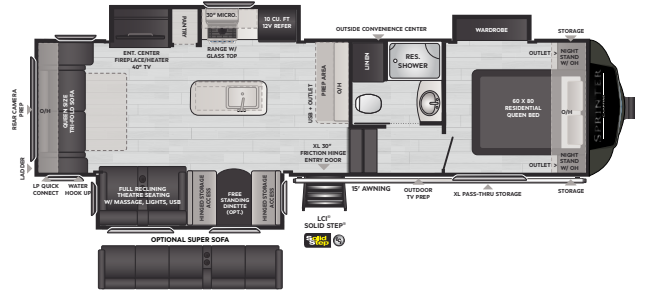 30" MICRO.
10 CU. FT
12V REFER
PANTRY
ENT. CENTER
FIREPLACE/HEATER
40" TV
RANGE W/
GLASS TOP
OUTSIDE CONVENIENCE CENTER
WARDROBE
STORAGE
LINEN
RES.
SHOWER
OUTLET >
NIGHT
STAND
W/ OH
REAR CAMERA
PREP
O/H
QUEEN SIZE
TRI-FOLD SOFA
USB + OUTLET
PREP AREA
O/H
60 X 80
RESIDENTIAL
QUEEN BED
O/H
SPRINTER
XL 30"
FRICTION HINGE
ENTRY DOOR
OUTLET >
NIGHT
STAND
W/ OH
LADDER
LP QUICK
CONNECT
WATER
HOOK UP
FULL RECLINING
THEATRE SEATING
W/ MASSAGE, LIGHTS, USB
HINGED STORAGE
ACCESS
FREE
STANDING
DINETTE
(OPT.)
HINGED STORAGE
ACCESS
15' AWNING
OUTDOOR
TV PREP
XL PASS-THRU STORAGE
STORAGE
LCI®
SOLID STEP®
Solid
Step
OPTIONAL SUPER SOFA